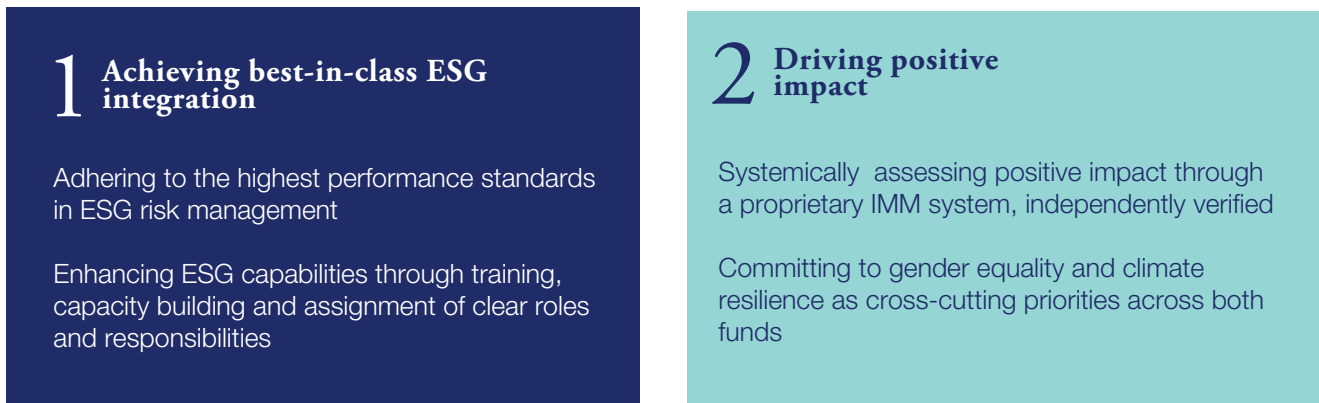 1 Achieving best-in-class ESG
integration
Adhering to the highest performance standards
in ESG risk management
Enhancing ESG capabilities through training,
capacity building and assignment of clear roles
and responsibilities
2 Driving positive
impact
Systemically  assessing positive impact through
a proprietary IMM system, independently verified
Committing to gender equality and climate
resilience as cross-cutting priorities across both
funds